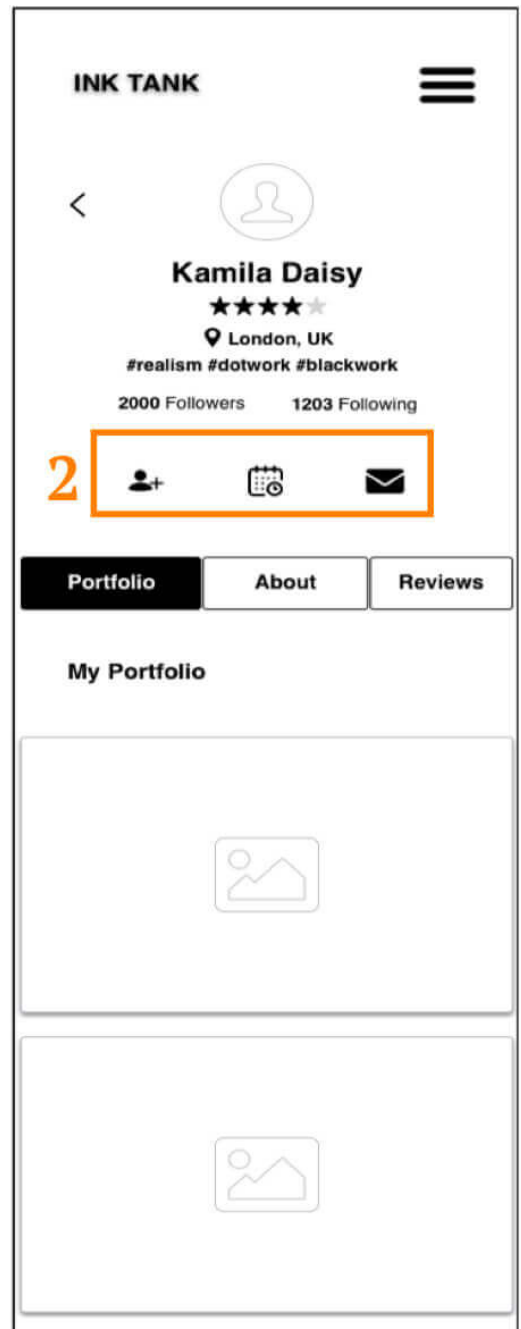 INK TANK
Kamila Daisy
London, UK
#realism #dotwork #blackwork
2000 Followers 1203 Following
2
Portfolio About Reviews
My Portfolio